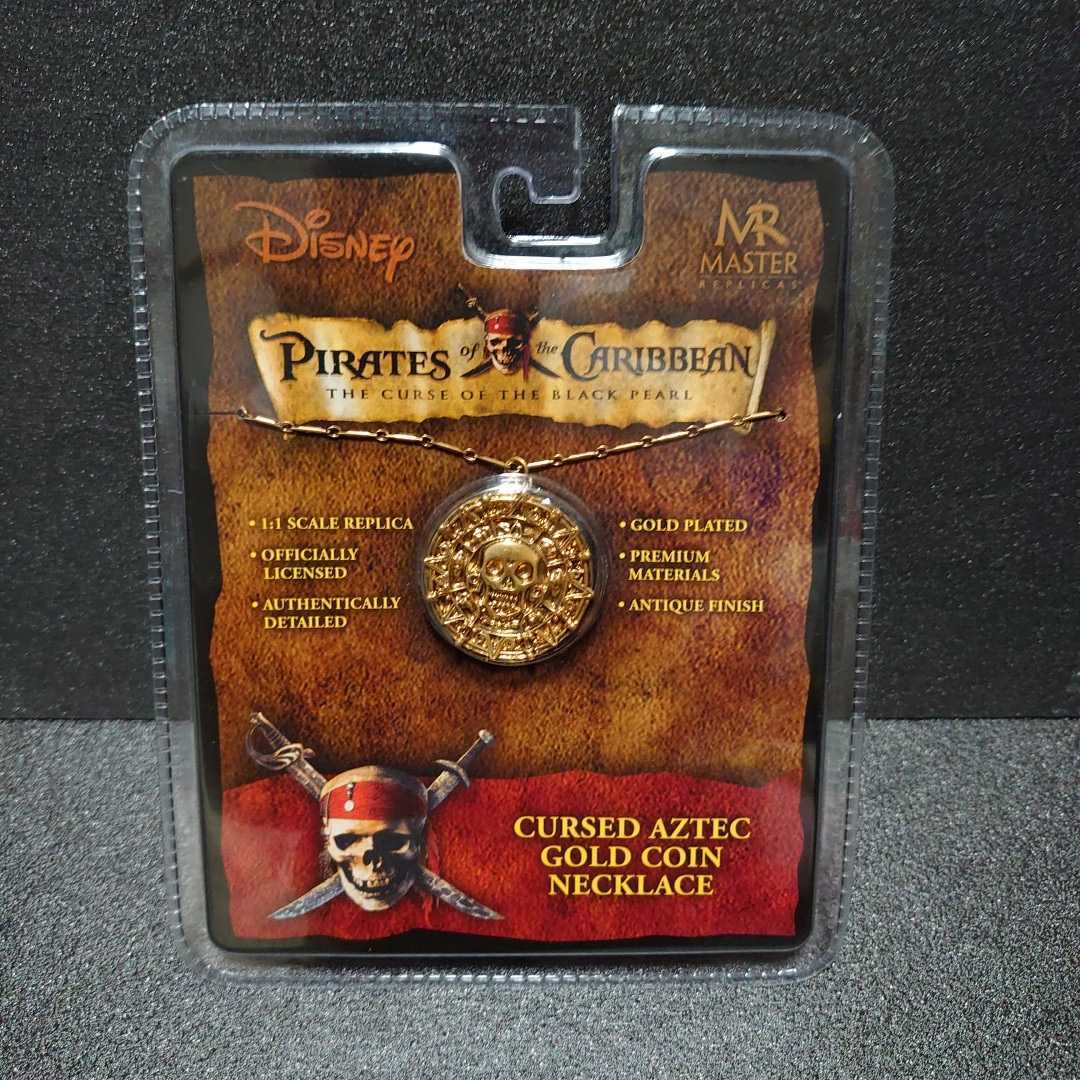 DISNEY
MR
MASTER
REPLICAS
PIRATES of the CARIBBEAN
THE CURSE OF THE BLACK PEARL
• 1:1 SCALE REPLICA
• OFFICIALLY
LICENSED
• AUTHENTICALLY
DETAILED
• GOLD PLATED
• PREMIUM
MATERIALS
• ANTIQUE FINISH
CURSED AZTEC
GOLD COIN
NECKLACE